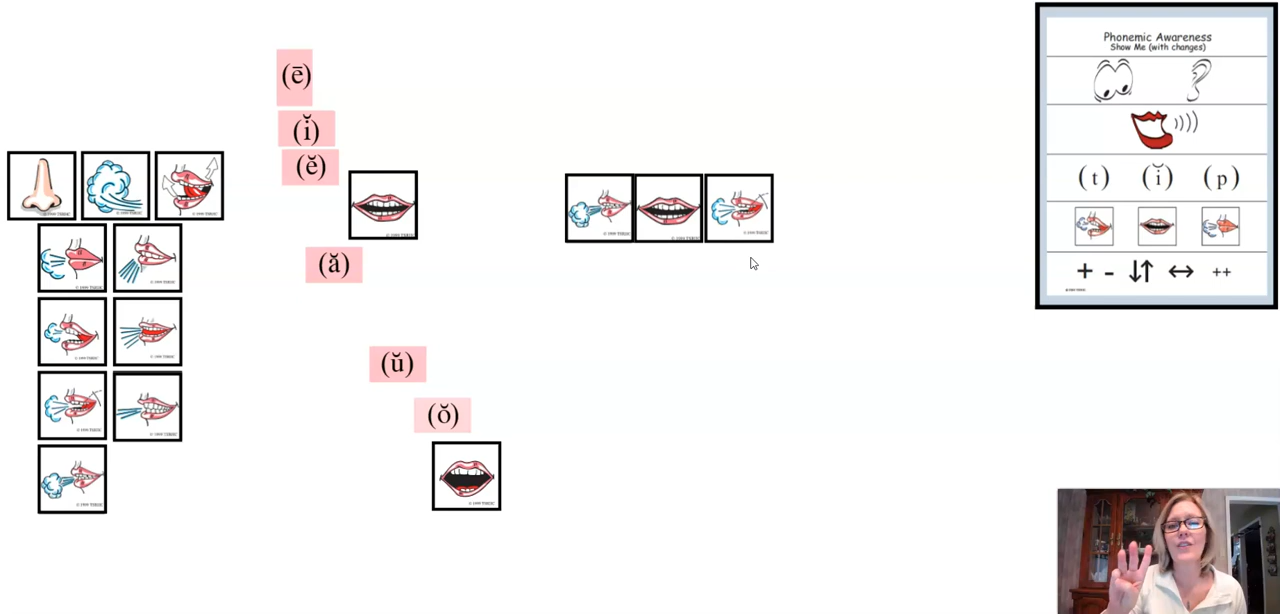 (ē)
(ĭ)
(ĕ)
(ă)
(ŭ)
(ŏ)
Phonemic Awareness
Show Me (with changes)
(t) (ĭ) (p)
+ - ↓↑ ↔ ++